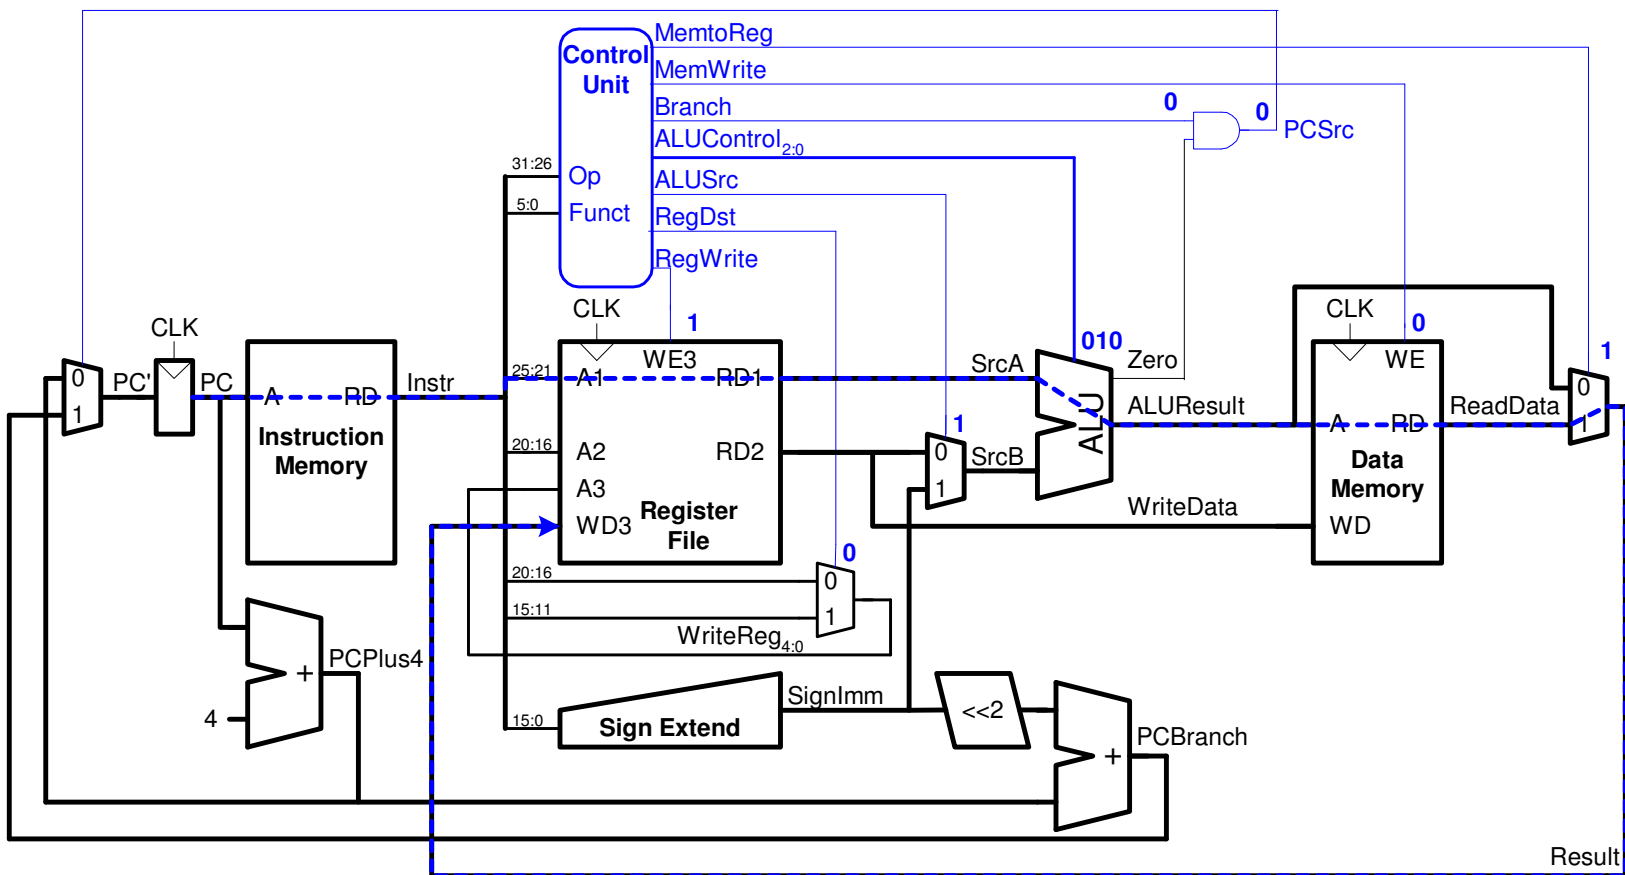 MemtoReg
Control
Unit
MemWrite
Branch
0
0
PCSrc
ALUControl2:0
31:26
Op
ALUSrc
5:0
Funct
RegDst
RegWrite
CLK
CLK
CLK
1
0
010
1
WE3
WE
Zero
0
PC'
PC
A
RD
Instr
25:21
A1
RD1
SrcA
0
1
ALU
ALUResult
A
RD
ReadData
1
1
Instruction
Memory
20:16
A2
RD2
0
SrcB
1
Data
Memory
A3
Register
File
WD3
WriteData
WD
0
20:16
0
15:11
1
WriteReg4:0
PCPlus4
+
4
SignImm
15:0
Sign Extend
<<2
PCBranch
+
Result